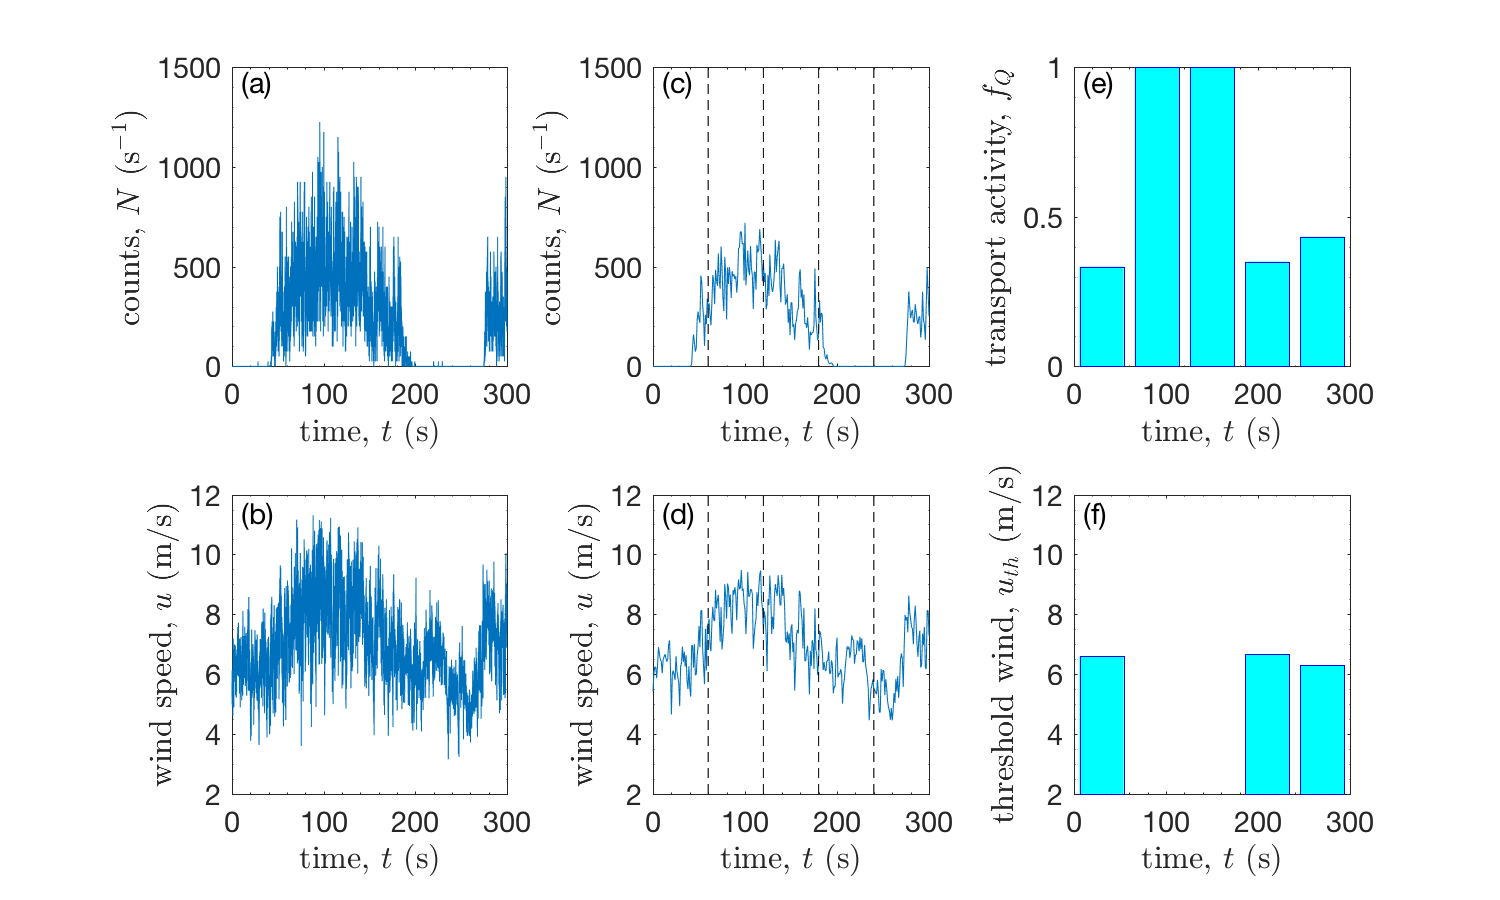 (a)
1500
1000
500
0
counts, N (s⁻¹)
0 100 200 300
time, t (s)
(c)
1500
1000
500
0
counts, N (s⁻¹)
0 100 200 300
time, t (s)
(e)
1
0.5
0
transport activity, f_Q
0 100 200 300
time, t (s)
(b)
12
10
8
6
4
2
wind speed, u (m/s)
0 100 200 300
time, t (s)
(d)
12
10
8
6
4
2
wind speed, u (m/s)
0 100 200 300
time, t (s)
(f)
12
10
8
6
4
2
threshold wind, u_th (m/s)
0 100 200 300
time, t (s)